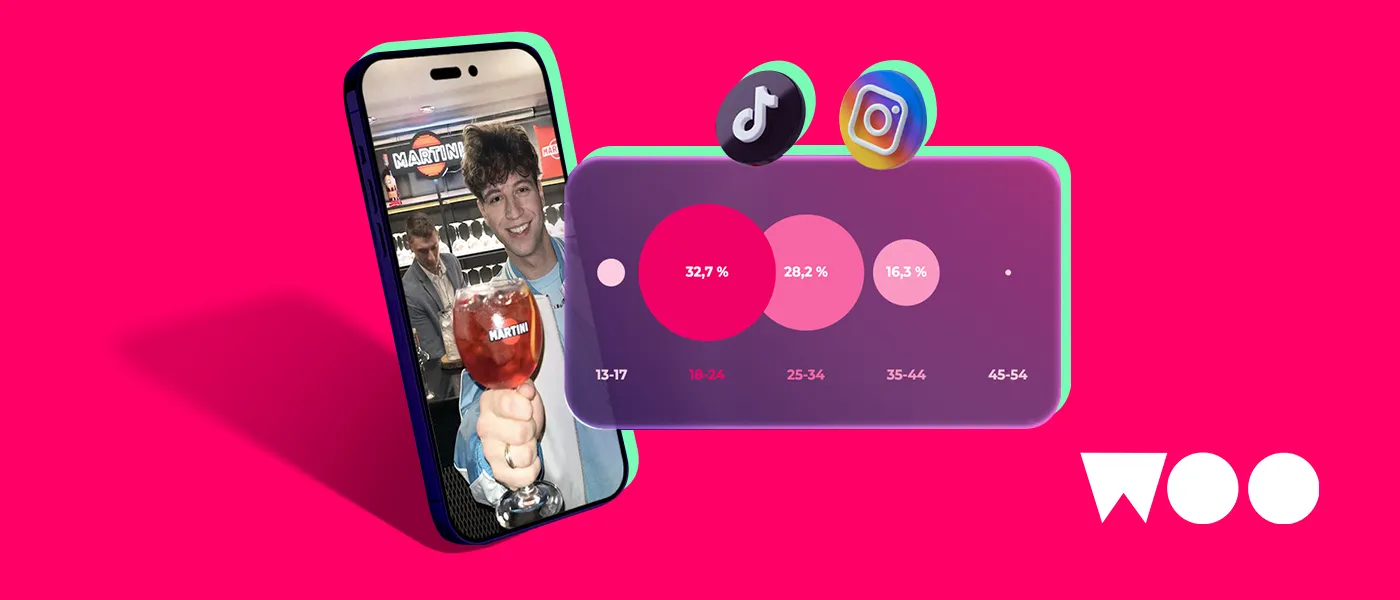 MARTINI
MARTINI
32,7 %
28,2 %
16,3 %
13-17
18-24
25-34
35-44
45-54
WOO